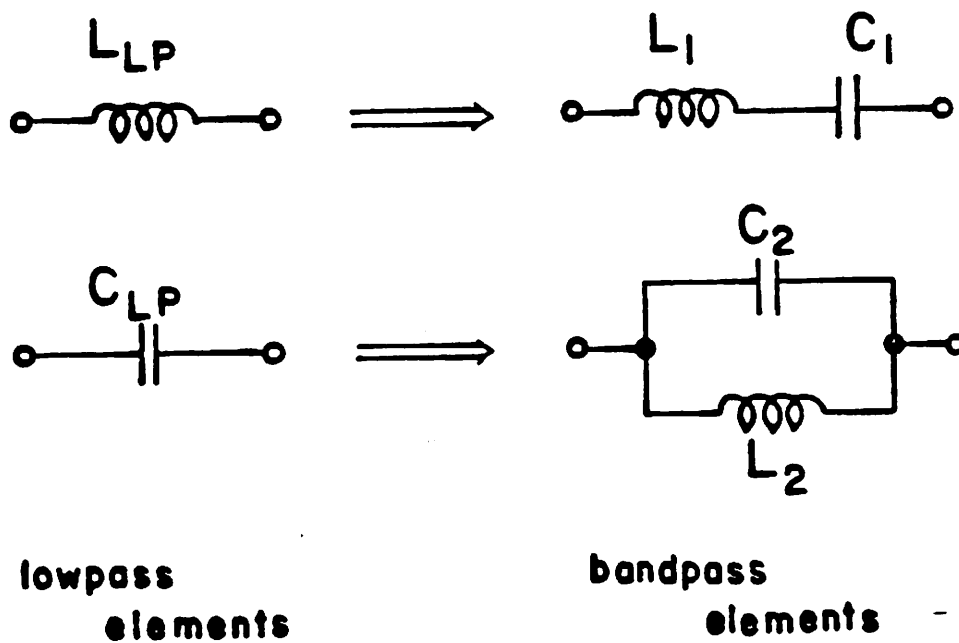 L_LP
L_1 C_1
C_2
C_LP
L_2
lowpass elements
bandpass elements